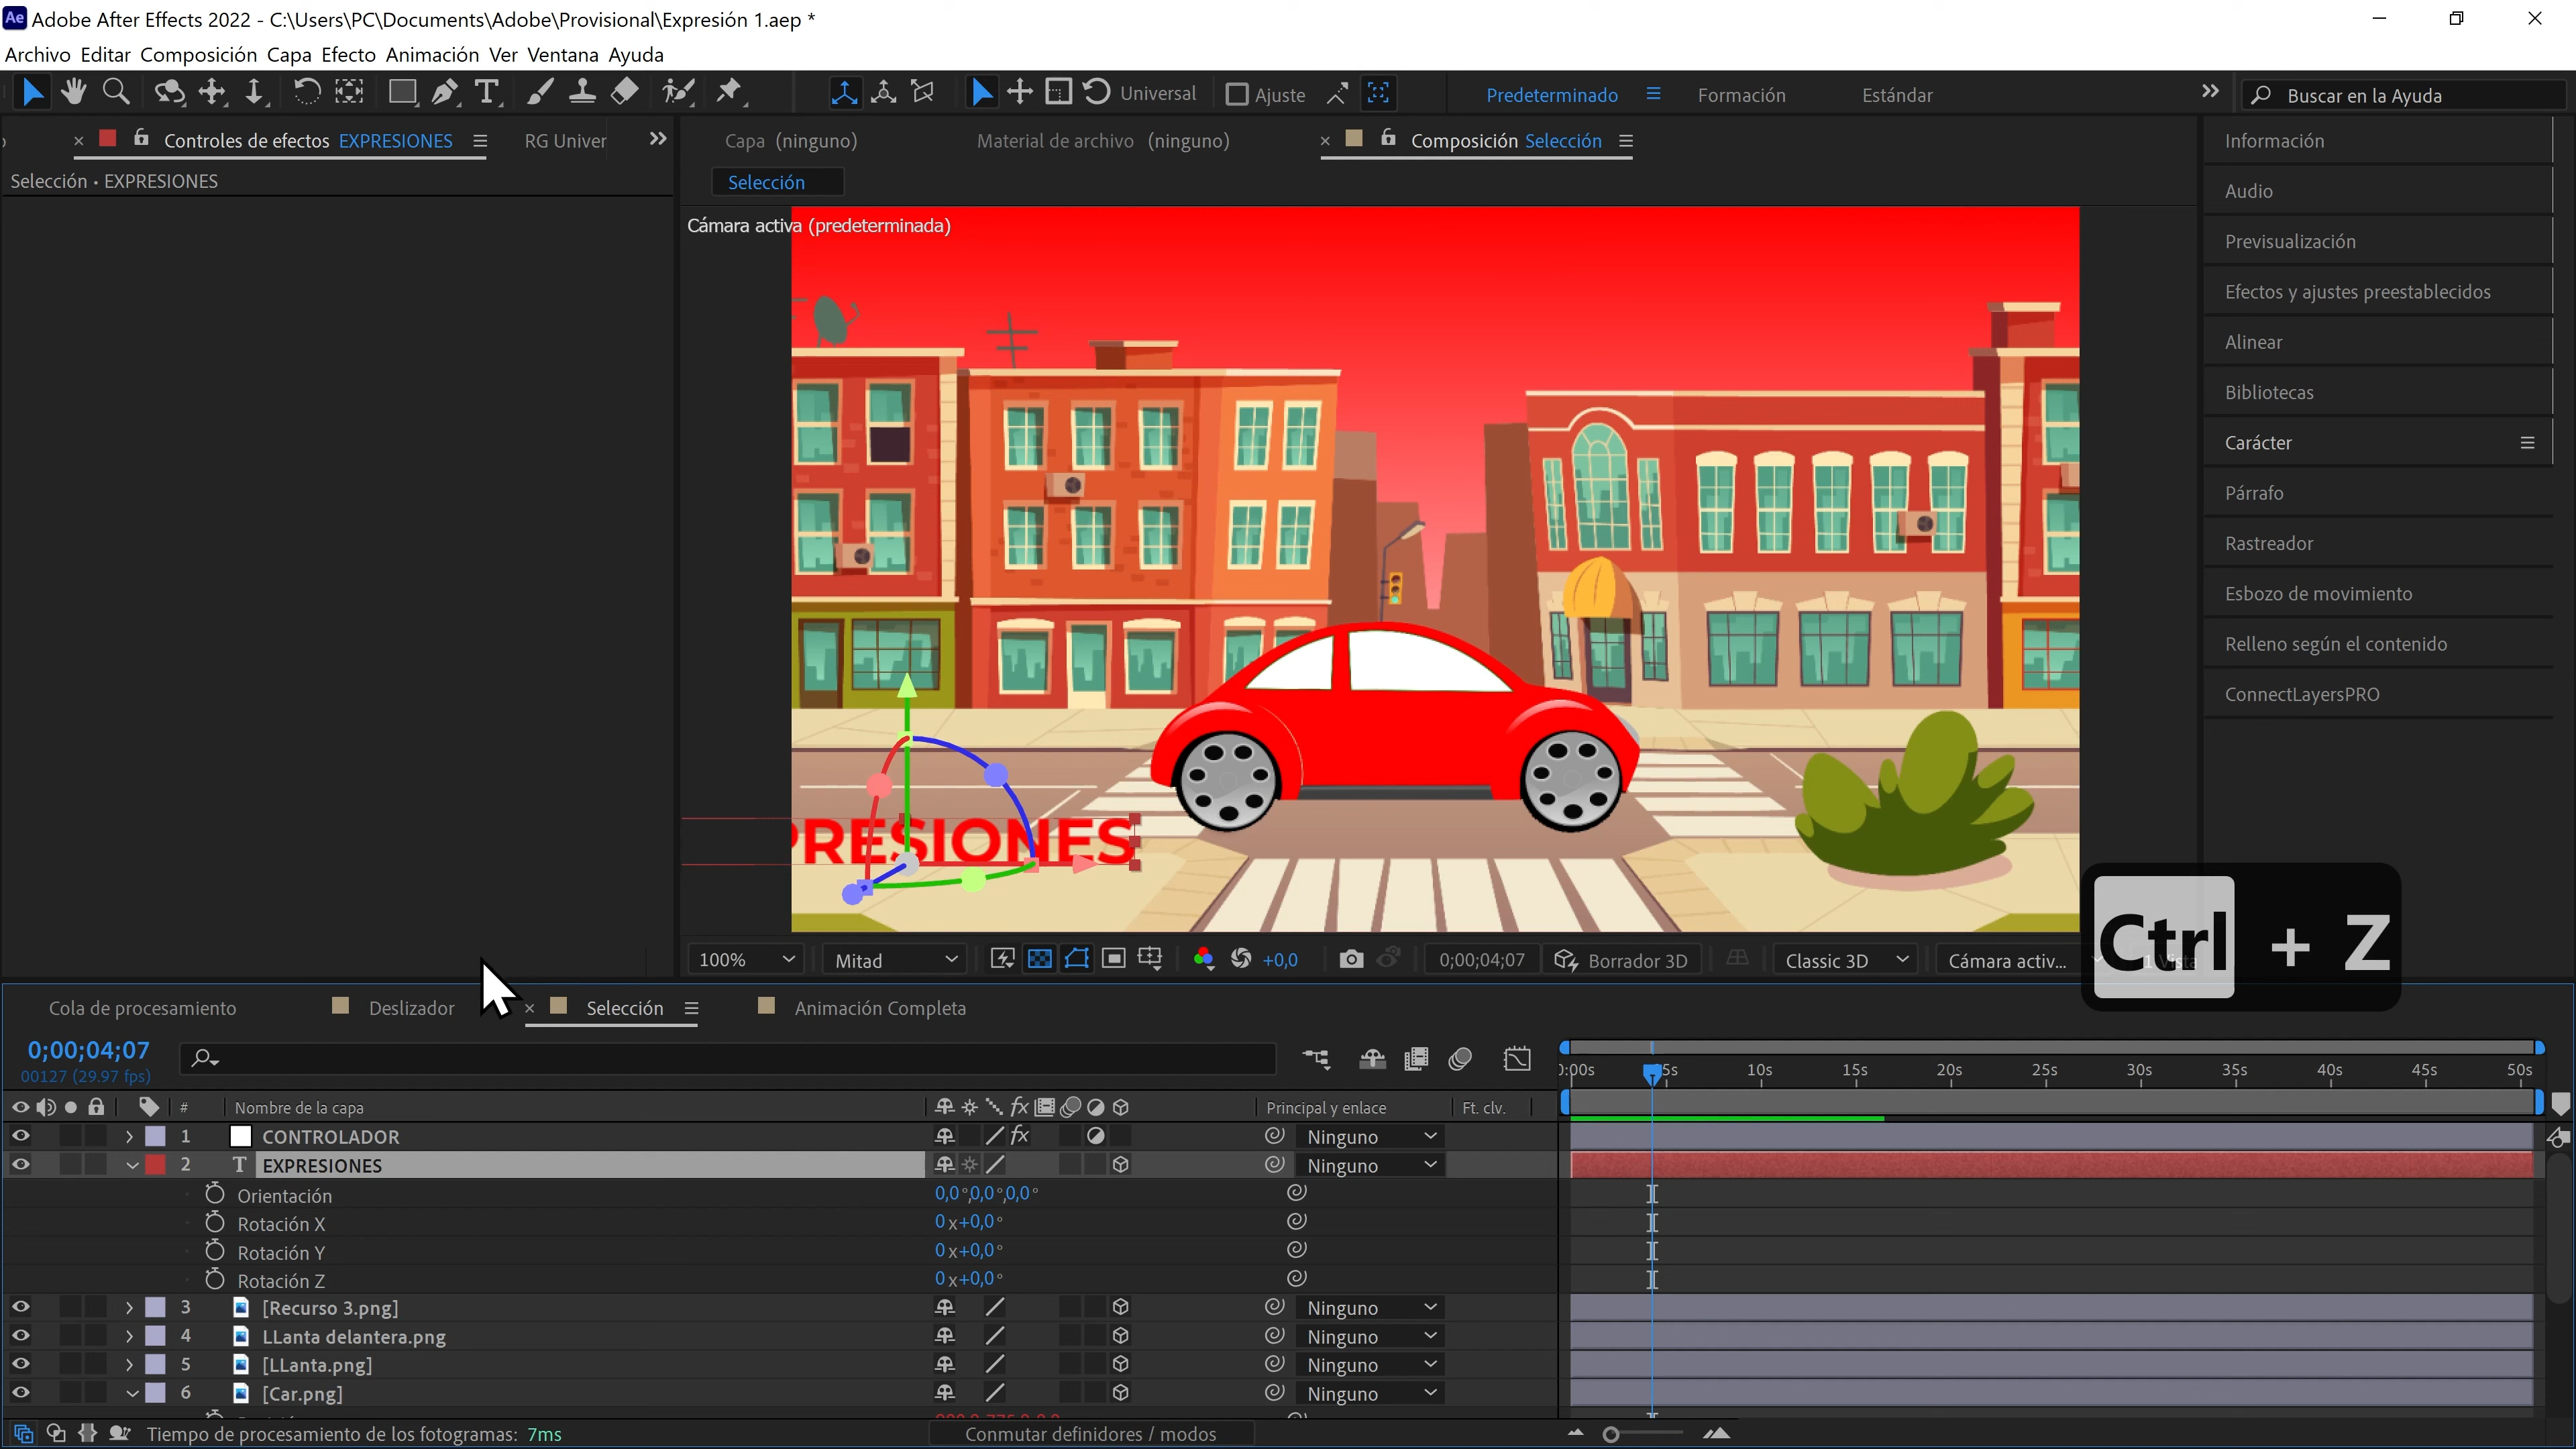 Adobe After Effects 2022 - C:\Users\PC\Documents\Adobe\Provisional\Expresión 1.aep *
Archivo Editar Composición Capa Efecto Animación Ver Ventana Ayuda
Universal Ajuste Predeterminado Formación Estándar Buscar en la Ayuda
Controles de efectos EXPRESIONES RG Univer
Capa (ninguno) Material de archivo (ninguno) Composición Selección
Selección • EXPRESIONES
Selección
Cámara activa (predeterminada)
Información
Audio
Previsualización
Efectos y ajustes preestablecidos
Alinear
Bibliotecas
Carácter
Párrafo
Rastreador
Esbozo de movimiento
Relleno según el contenido
ConnectLayersPRO
PRESIONES
Ctrl + Z
100% Mitad +0,0 0;00;04;07 Borrador 3D Classic 3D Cámara activ...
Cola de procesamiento Deslizador Selección Animación Completa
0;00;04;07
00127 (29.97 fps)
0:00s 5s 10s 15s 20s 25s 30s 35s 40s 45s 50s
# Nombre de la capa fx Principal y enlace Ft. clv.
1 CONTROLADOR fx Ninguno
2 T EXPRESIONES Ninguno
Orientación 0,0°,0,0°,0,0°
Rotación X 0x+0,0°
Rotación Y 0x+0,0°
Rotación Z 0x+0,0°
3 [Recurso 3.png] Ninguno
4 LLanta delantera.png Ninguno
5 [LLanta.png] Ninguno
6 [Car.png] Ninguno
Tiempo de procesamiento de los fotogramas: 7ms Conmutar definidores / modos